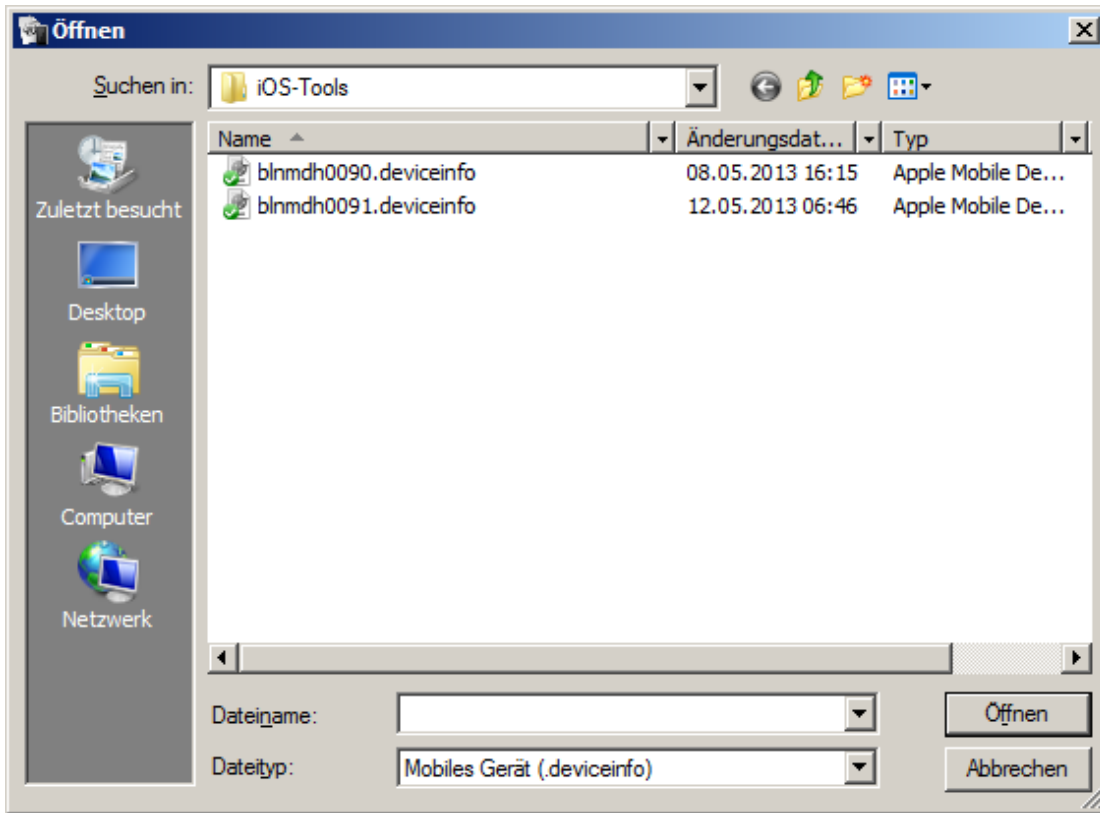 Öffnen
Suchen in: iOS-Tools
Name Änderungsdat... Typ
blnmdh0090.deviceinfo 08.05.2013 16:15 Apple Mobile De...
blnmdh0091.deviceinfo 12.05.2013 06:46 Apple Mobile De...
Zuletzt besucht
Desktop
Bibliotheken
Computer
Netzwerk
Dateiname: Öffnen
Dateityp: Mobiles Gerät (.deviceinfo) Abbrechen